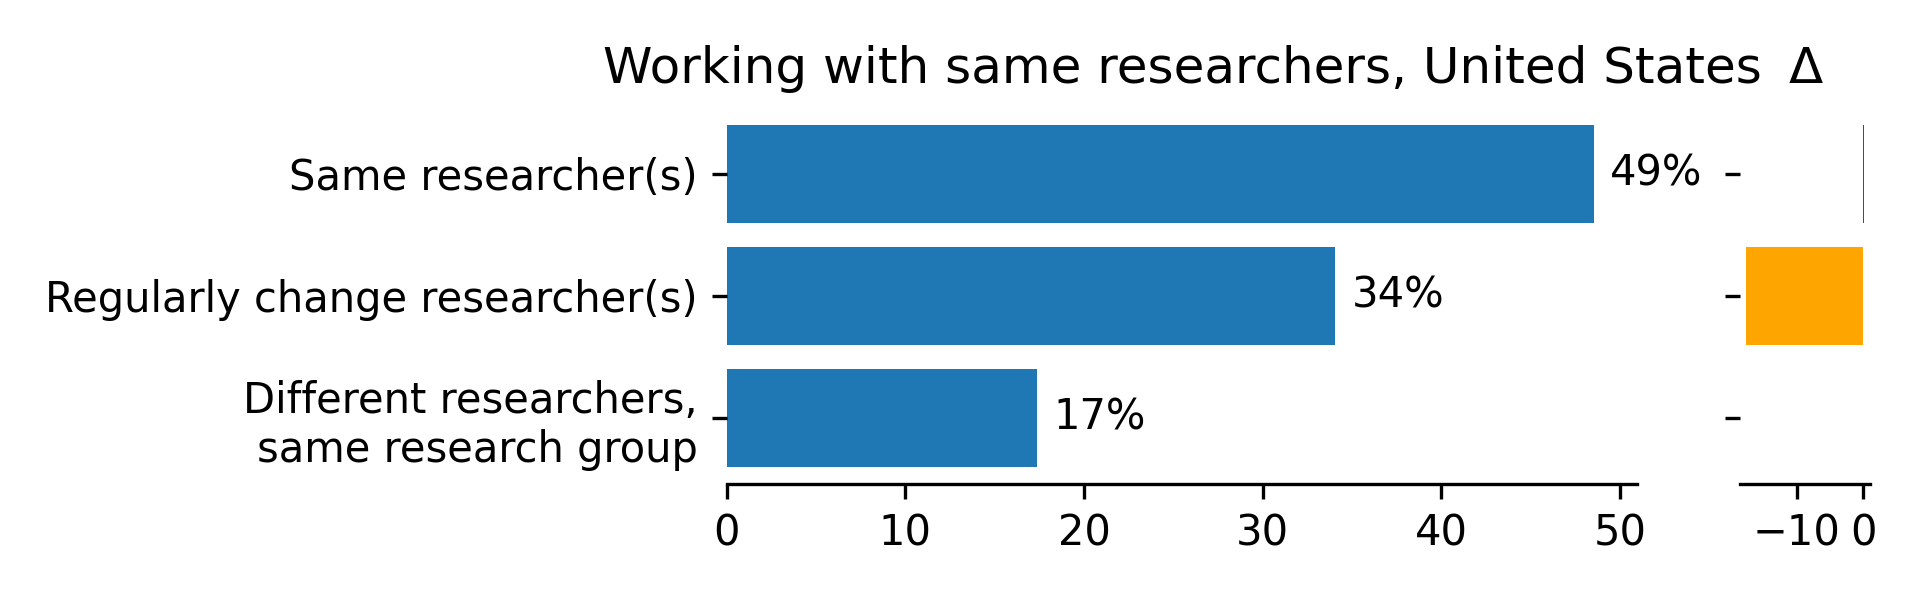 Working with same researchers, United States Δ
Same researcher(s) 49%
Regularly change researcher(s) 34%
Different researchers,
same research group 17%
0 10 20 30 40 50 −10 0